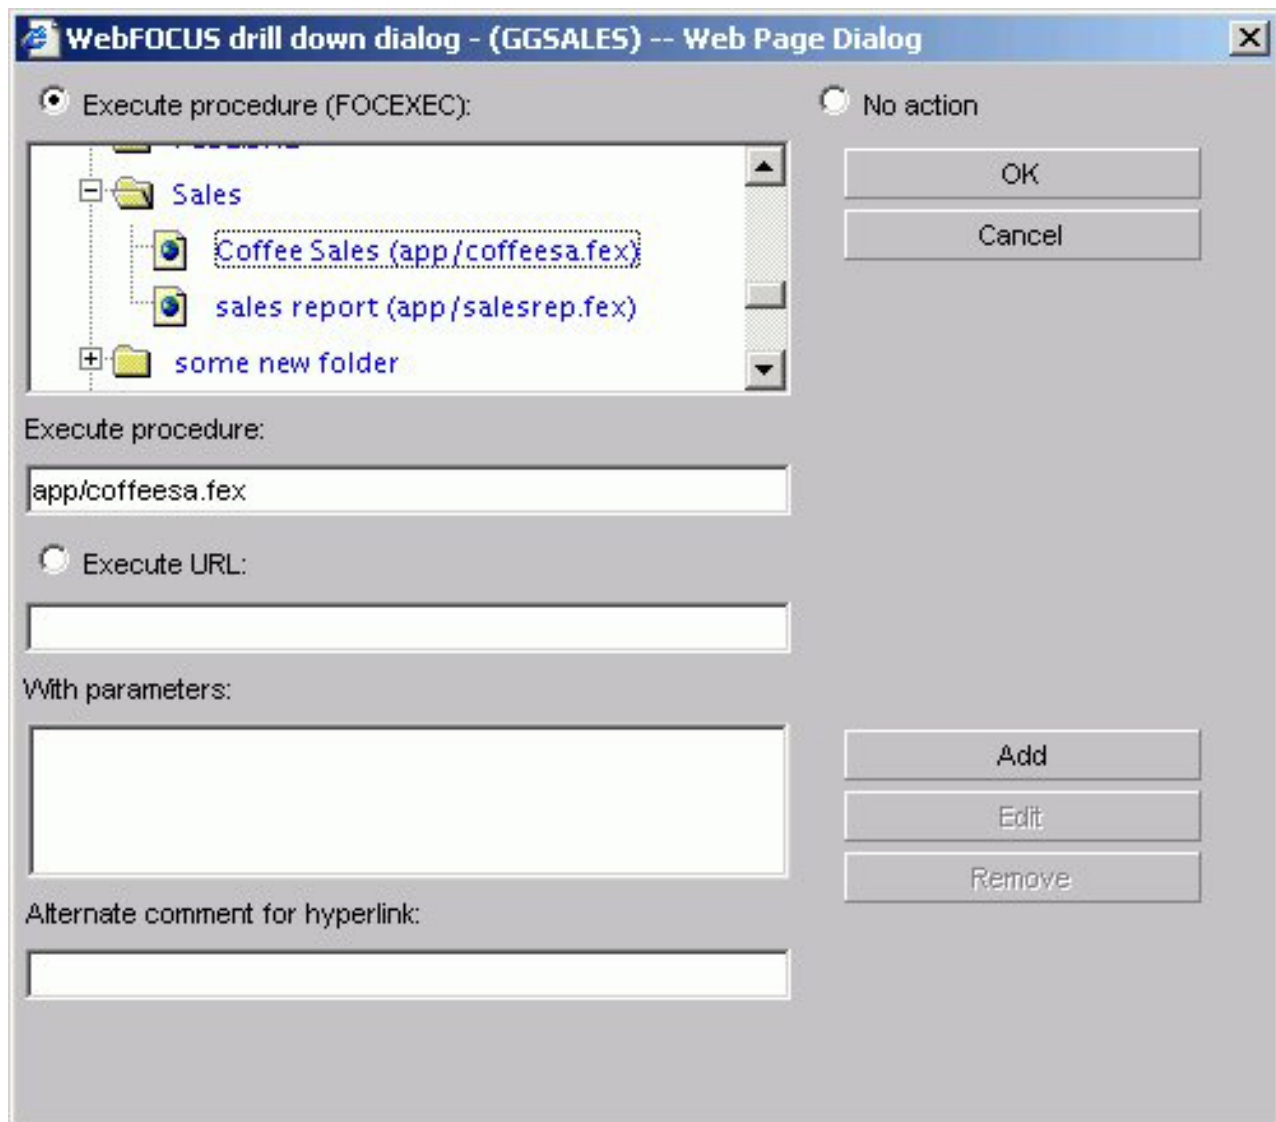 WebFOCUS drill down dialog - (GGSALES) -- Web Page Dialog
Execute procedure (FOCEXEC):
No action
Sales
Coffee Sales (app/coffeesa.fex)
sales report (app/salesrep.fex)
some new folder
OK
Cancel
Execute procedure:
app/coffeesa.fex
Execute URL:
With parameters:
Add
Edit
Remove
Alternate comment for hyperlink: